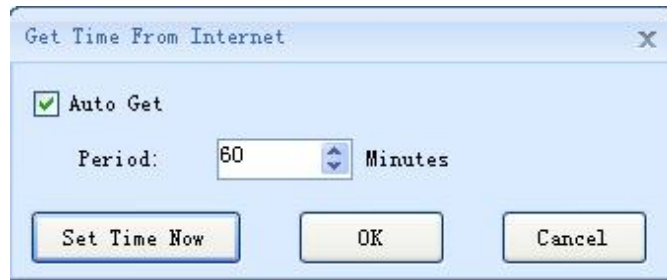 Get Time From Internet
Auto Get
Period: 60 Minutes
Set Time Now OK Cancel